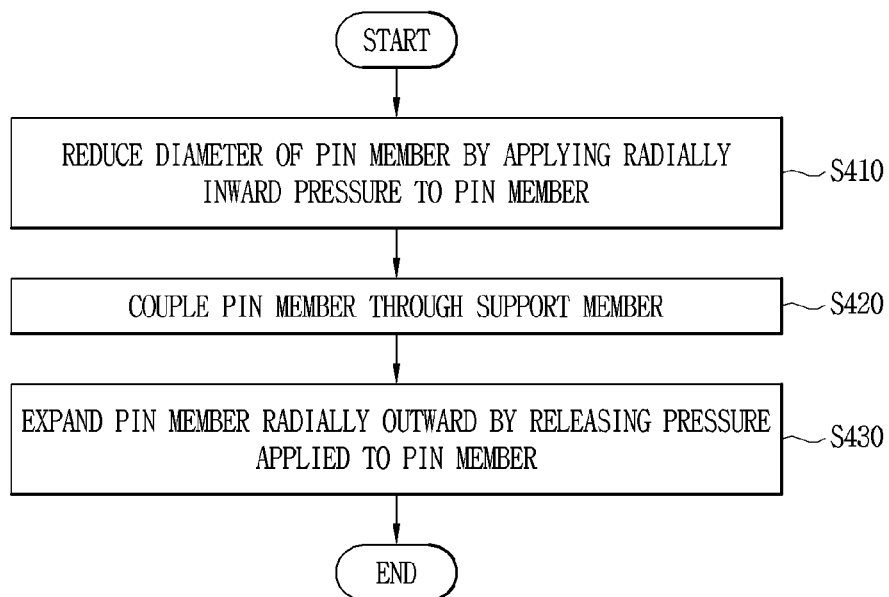 START
REDUCE DIAMETER OF PIN MEMBER BY APPLYING RADIALLY
INWARD PRESSURE TO PIN MEMBER
S410
COUPLE PIN MEMBER THROUGH SUPPORT MEMBER
S420
EXPAND PIN MEMBER RADIALLY OUTWARD BY RELEASING PRESSURE
APPLIED TO PIN MEMBER
S430
END